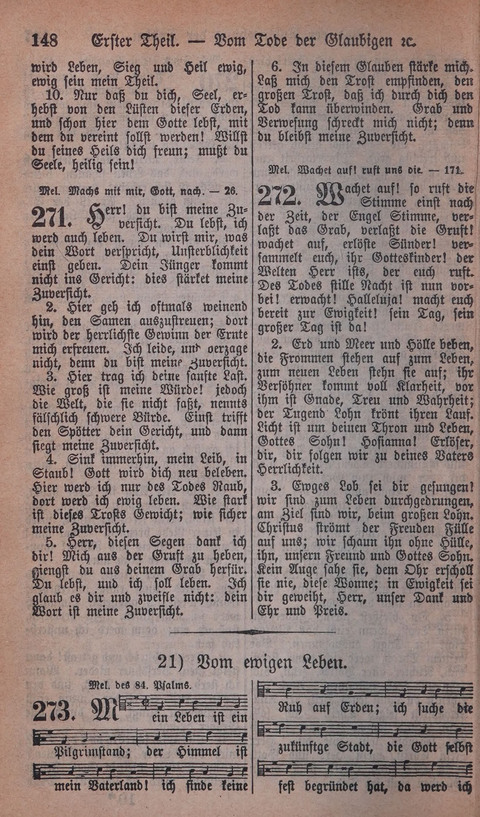 148 Erster Theil. — Vom Tode der Glaubigen ꝛc.
wird Leben, Sieg und Heil ewig,
ewig sein mein Theil.
10. Nur daß du dich, Seel, er-
hebst von den Lüsten dieser Erden,
und schon hier dem Gotte lebst, mit
dem du vereint sollst werden! Willst
du seines Heils dich freun; mußt du
Seele, heilig sein!
Mel. Machs mit mir, Gott, nach. — 26.
271. Herr! du bist meine Zu-
versicht. Du lebst, ich
werd auch leben. Du wirst mir, was
dein Wort verspricht, Unsterblichkeit
einst geben. Dein Jünger kommt
nicht ins Gericht: dies stärket meine
Zuversicht.
2. Hier geh ich oftmals weinend
hin, den Samen auszustreuen; dort
wird der herrlichste Gewinn der Ernte
mich erfreuen. Ich leide, und verzage
nicht, denn du bist meine Zuversicht.
3. Hier trag ich deine sanfte Last.
Wie groß ist meine Würde! jedoch
die Welt, die sie nicht faßt, nennts
fälschlich schwere Bürde. Einst trifft
den Spötter dein Gericht, und dann
siegt meine Zuversicht.
4. Sink immerhin, mein Leib, in
Staub! Gott wird dich neu beleben.
Hier werd ich nur des Todes Raub,
dort werd ich ewig leben. Wie stark
ist dieses Trosts Gewicht; wie sicher
meine Zuversicht.
5. Herr, diesen Segen dank ich
dir! Mich aus der Gruft zu heben,
giengst du aus deinem Grab herfür.
Du lebst, und ich soll leben. Ich
glaub es dir und zweifle nicht: dein
Wort ist meine Zuversicht.
6. In diesem Glauben stärke mich.
Laß mich den Trost empfinden, den
großen Trost, daß ich durch dich den
Tod kann überwinden. Grab und
Verwesung schreckt mich nicht; denn
du bleibst meine Zuversicht.
Mel. Wachet auf! ruft uns die. — 171.
272. Wachet auf! so ruft die
Stimme einst nach
der Zeit, der Engel Stimme, ver-
laßt das Grab, verlaßt die Gruft!
wachet auf, erlöste Sünder! ver-
sammelt euch, ihr Gotteskinder! der
Welten Herr ists, der euch ruft.
Des Todes stille Nacht ist nun vor-
bei! erwacht! Halleluja! macht euch
bereit zur Ewigkeit! sein Tag, sein
großer Tag ist da!
2. Erd und Meer und Hölle beben,
die Frommen stehen auf zum Leben,
zum neuen Leben stehn sie auf; ihr
Versöhner kommt voll Klarheit, vor
ihm ist Gnade, Treu und Wahrheit;
der Tugend Lohn krönt ihren Lauf.
Licht ist um deinen Thron und Leben,
Gottes Sohn! Hosianna! Erlöser,
dir, dir folgen wir zu deines Vaters
Herrlichkeit.
3. Ewges Lob sei dir gesungen!
wir sind zum Leben durchgedrungen,
am Ziel sind wir, beim großen Lohn.
Christus strömt der Freuden Fülle
auf uns; wir schaun ihn ohne Hülle,
ihn, unsern Freund und Gottes Sohn.
Kein Auge sahe sie, dem Ohr erscholl
sie nie, diese Wonne; in Ewigkeit sei
dir geweiht, Herr, unser Dank und
Ehr und Preis.
21) Vom ewigen Leben.
Mel. des 84. Psalms.
273. Mein Leben ist ein
Pilgrimstand; der Himmel ist
mein Vaterland! ich finde keine
Ruh auf Erden; ich suche die
zukünftge Stadt, die Gott selbst
fest begründet hat, da werd ich